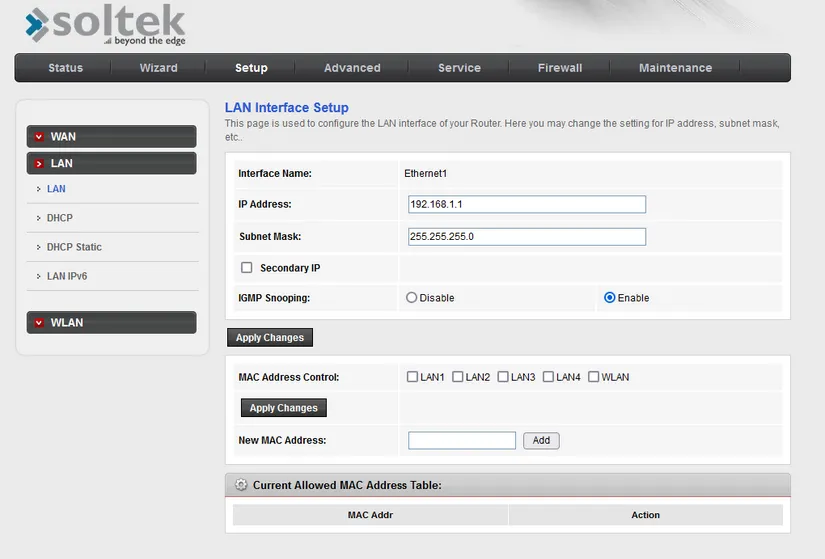 soltek
beyond the edge
Status Wizard Setup Advanced Service Firewall Maintenance
WAN
LAN
LAN
DHCP
DHCP Static
LAN IPv6
WLAN
LAN Interface Setup
This page is used to configure the LAN interface of your Router. Here you may change the setting for IP address, subnet mask,
etc..
Interface Name: Ethernet1
IP Address: 192.168.1.1
Subnet Mask: 255.255.255.0
Secondary IP
IGMP Snooping: Disable Enable
Apply Changes
MAC Address Control: LAN1 LAN2 LAN3 LAN4 WLAN
Apply Changes
New MAC Address: Add
Current Allowed MAC Address Table:
MAC Addr Action